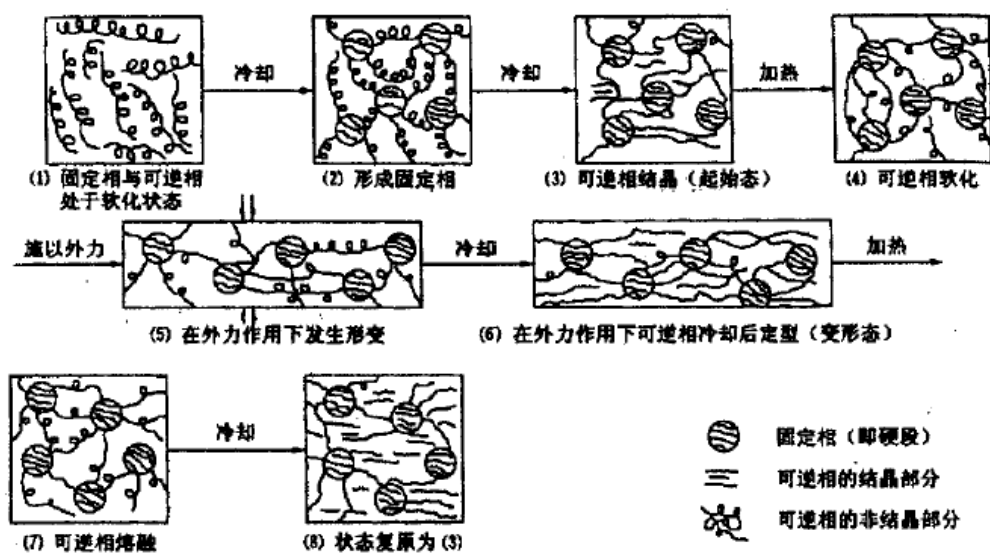 冷却
冷却
加热
(1) 固定相与可逆相
处于软化状态
(2) 形成固定相
(3) 可逆相结晶（起始态）
(4) 可逆相软化
施以外力
冷却
加热
(5) 在外力作用下发生形变
(6) 在外力作用下可逆相冷却后定型（变形态）
冷却
固定相（即硬段）
可逆相的结晶部分
可逆相的非结晶部分
(7) 可逆相熔融
(8) 状态复原为 (3)